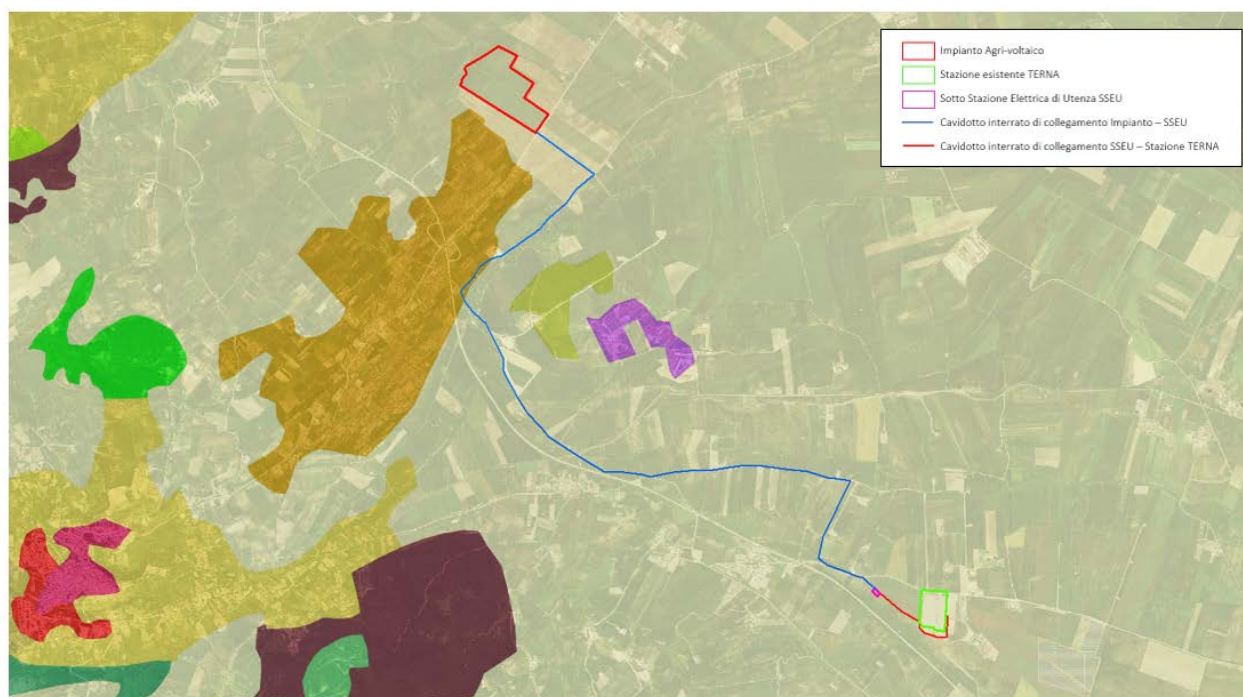 Impianto Agri-voltaico
Stazione esistente TERNA
Sotto Stazione Elettrica di Utenza SSEU
Cavidotto interrato di collegamento Impianto – SSEU
Cavidotto interrato di collegamento SSEU – Stazione TERNA